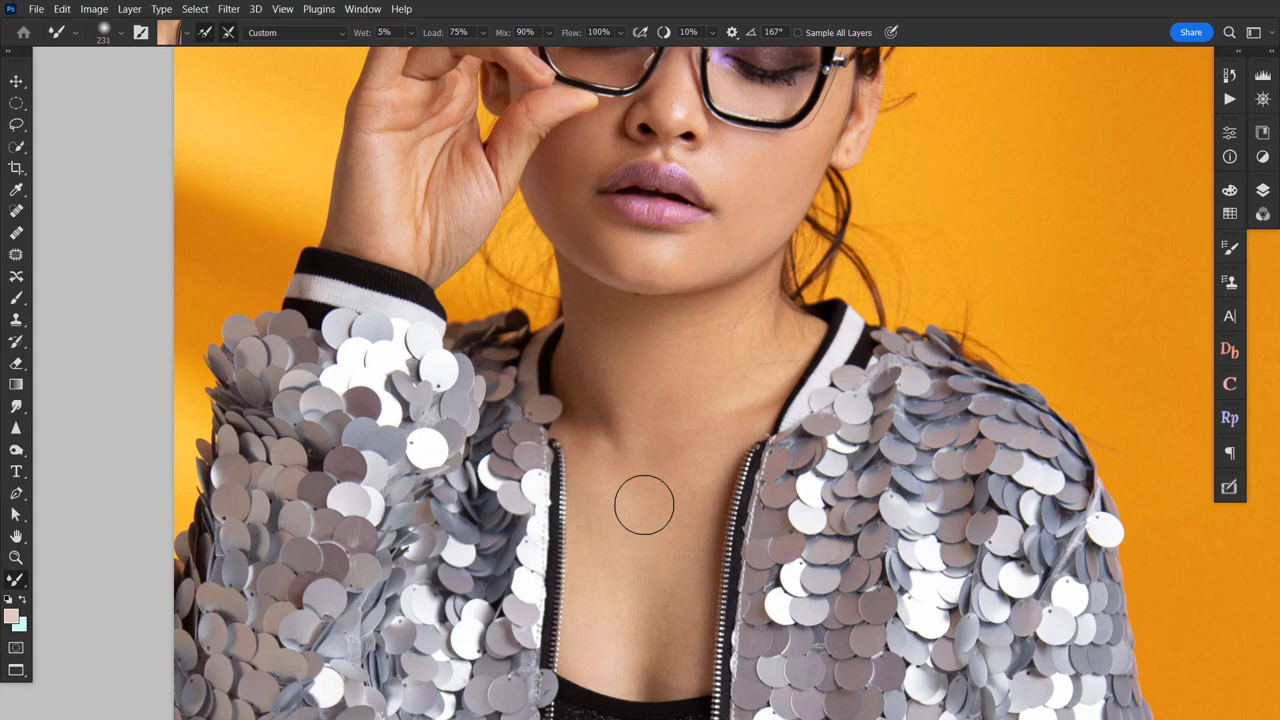 Ps File Edit Image Layer Type Select Filter 3D View Plugins Window Help
231 Custom Wet: 5% Load: 75% Mix: 90% Flow: 100% 10% 167° Sample All Layers Share
A|
Db
C
Rp